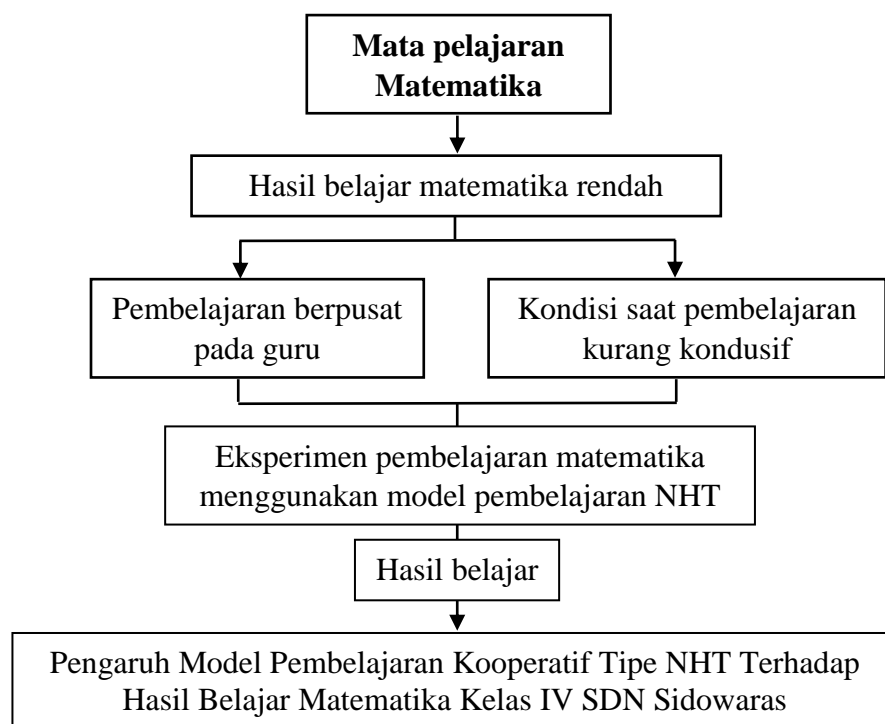 Mata pelajaran
Matematika
Hasil belajar matematika rendah
Pembelajaran berpusat
pada guru
Kondisi saat pembelajaran
kurang kondusif
Eksperimen pembelajaran matematika
menggunakan model pembelajaran NHT
Hasil belajar
Pengaruh Model Pembelajaran Kooperatif Tipe NHT Terhadap
Hasil Belajar Matematika Kelas IV SDN Sidowaras